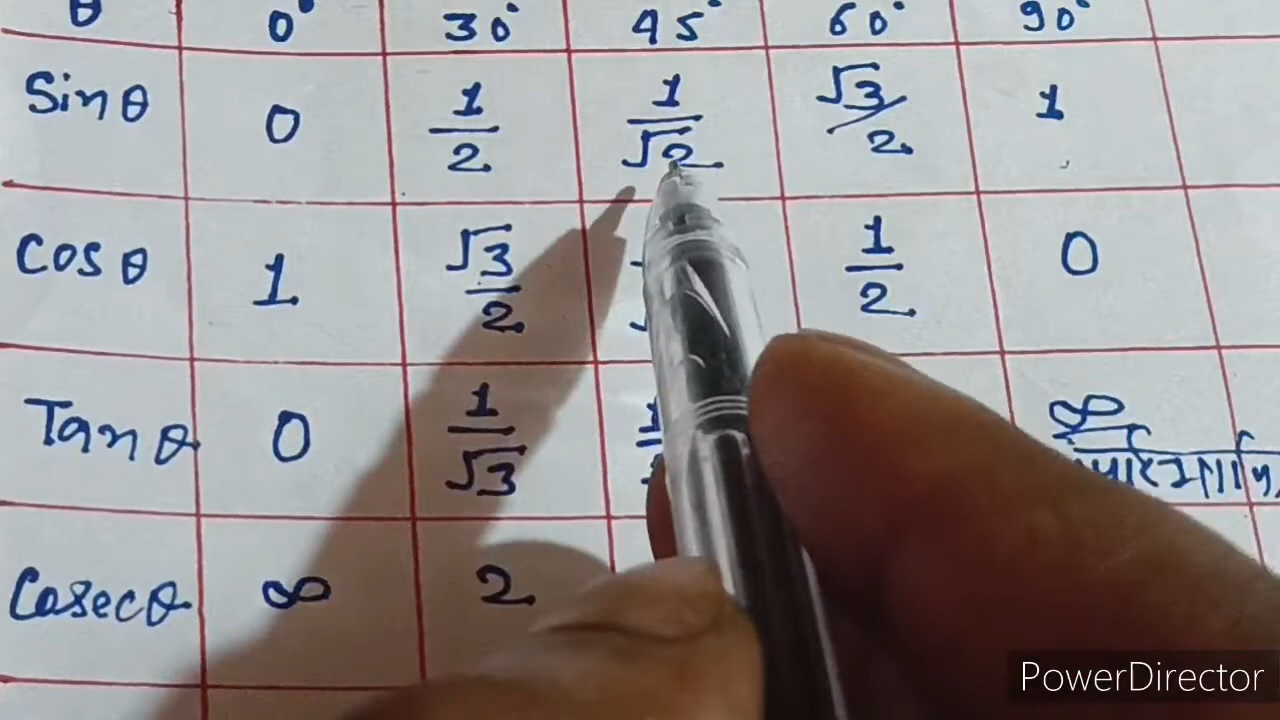 θ 0° 30° 45° 60° 90°
Sinθ 0 1/2 1/√2 √3/2 1
Cosθ 1 √3/2 1/2 0
Tanθ 0 1/√3 ∞
Cosecθ ∞ 2
PowerDirector